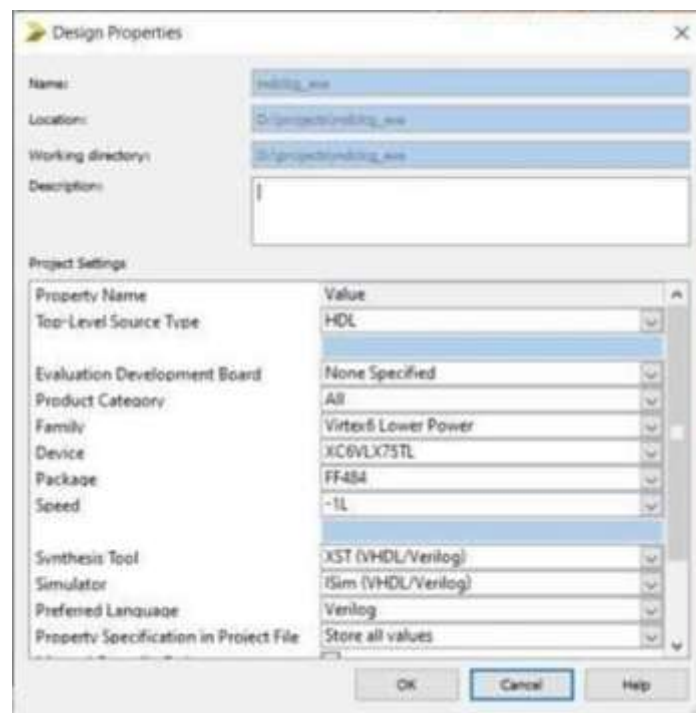 Design Properties
Name:
Location:
Working directory:
Description:
Project Settings
Property Name Value
Top-Level Source Type HDL
Evaluation Development Board None Specified
Product Category All
Family Virtex6 Lower Power
Device XC6VLX75TL
Package FF484
Speed -1L
Synthesis Tool XST (VHDL/Verilog)
Simulator ISim (VHDL/Verilog)
Preferred Language Verilog
Property Specification in Project File Store all values
OK Cancel Help